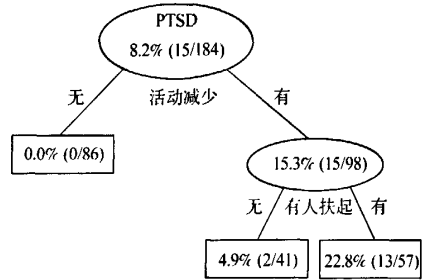 PTSD
8.2% (15/184)
无 活动减少 有
0.0% (0/86)
15.3% (15/98)
无 有人扶起 有
4.9% (2/41) 22.8% (13/57)